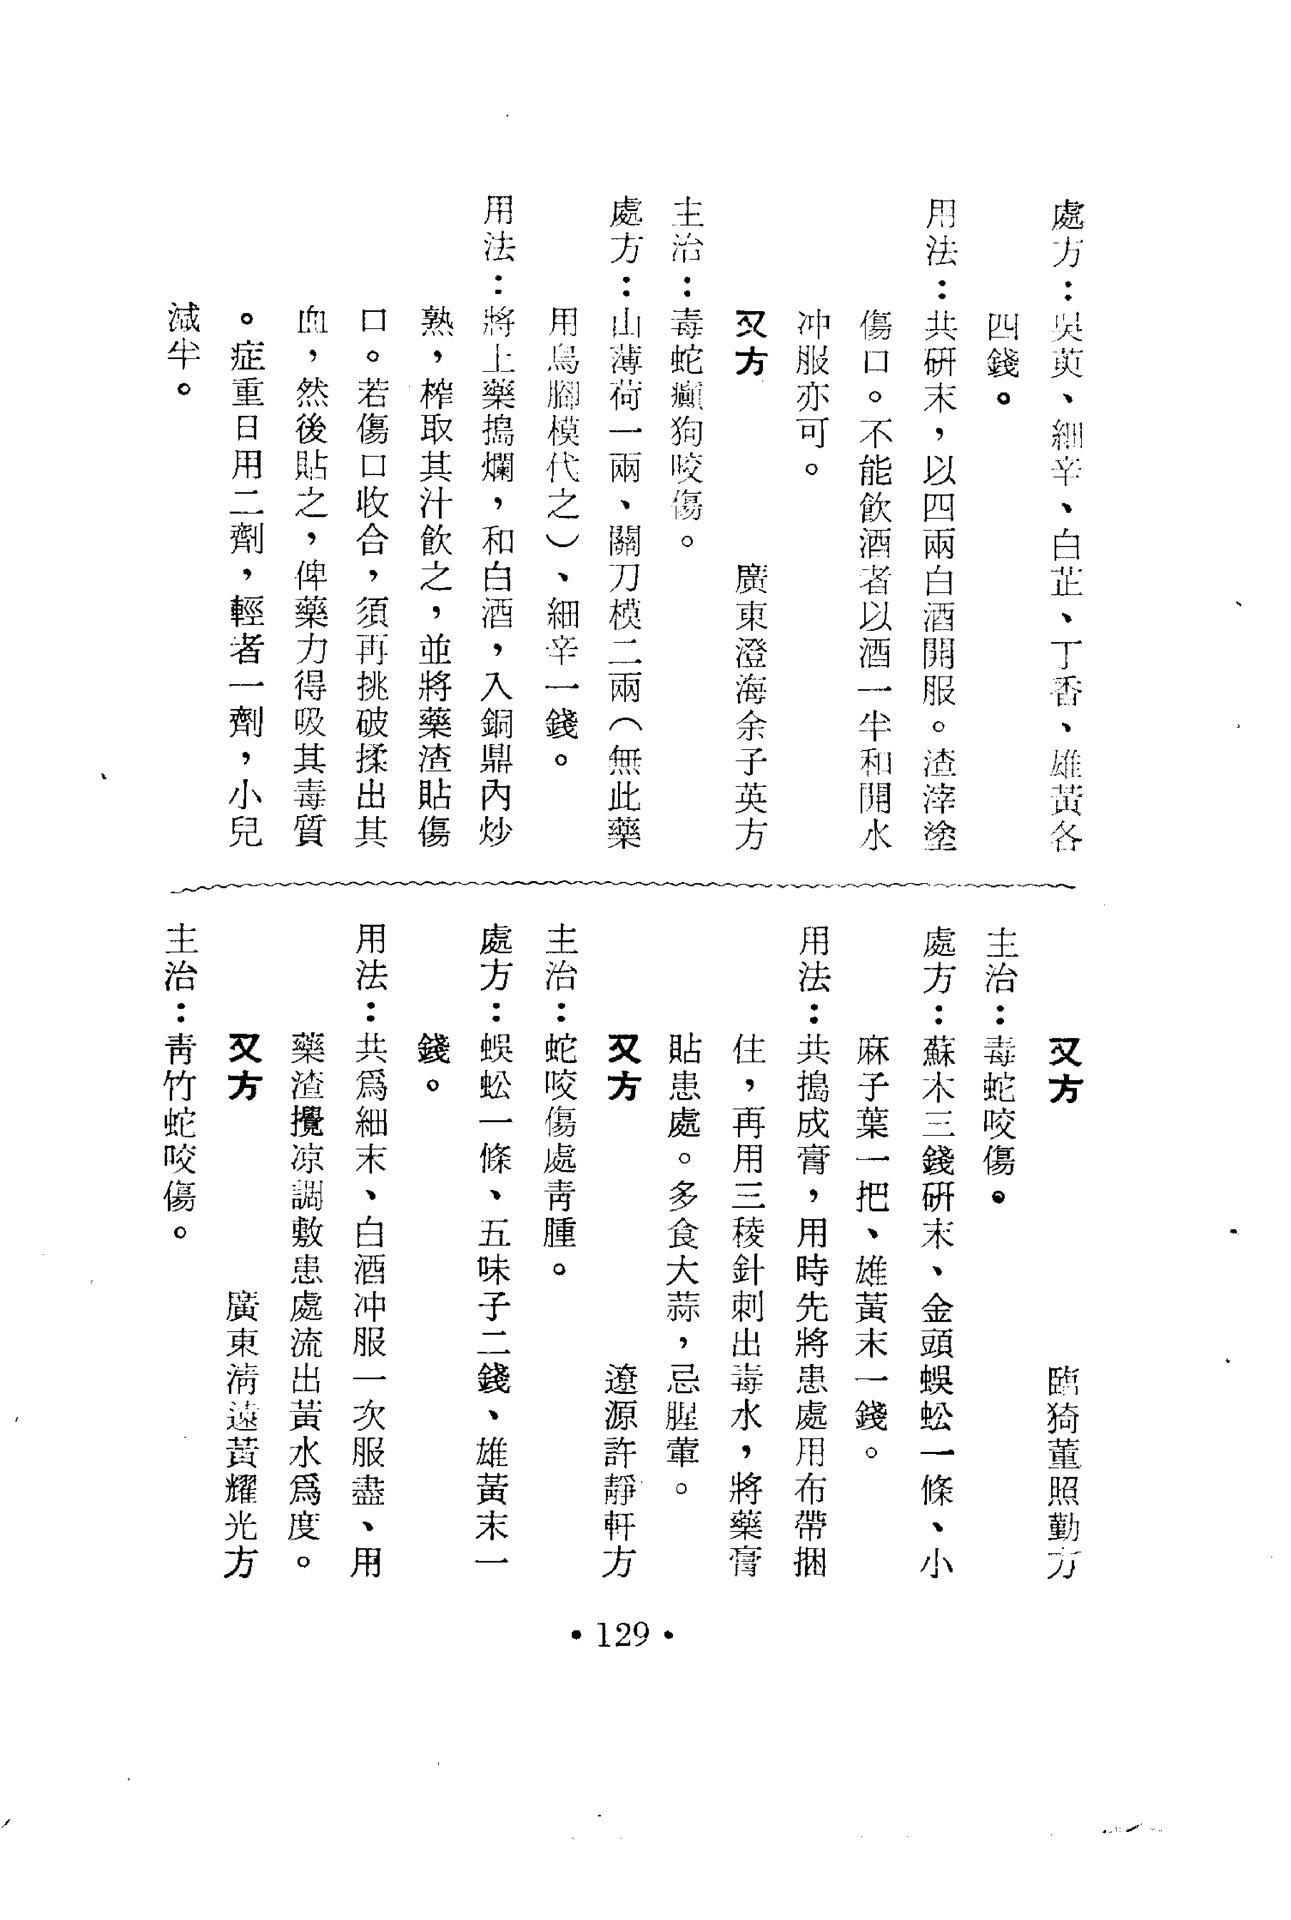 處方：吳萸、細辛、白芷、丁香、雄黃各
四錢。
用法：共研末，以四兩白酒開服。渣滓塗
傷口。不能飲酒者以酒一半和開水
冲服亦可。
又方　廣東澄海余子英方
主治：毒蛇癲狗咬傷。
處方：山薄荷一兩、關刀模二兩（無此藥
用鳥腳模代之）、細辛一錢。
用法：將上藥搗爛，和白酒，入銅鼎內炒
熟，榨取其汁飲之，並將藥渣貼傷
口。若傷口收合，須再挑破揉出其
血，然後貼之，俾藥力得吸其毒質
。症重日用二劑，輕者一劑，小兒
減半。
又方　臨猗董照勤方
主治：毒蛇咬傷。
處方：蘇木三錢研末、金頭蜈蚣一條、小
麻子葉一把、雄黃末一錢。
用法：共搗成膏，用時先將患處用布帶捆
住，再用三稜針刺出毒水，將藥膏
貼患處。多食大蒜，忌腥葷。
又方　遼源許靜軒方
主治：蛇咬傷處靑腫。
處方：蜈蚣一條、五味子二錢、雄黃末一
錢。
用法：共爲細末、白酒冲服一次服盡、用
藥渣攪凉調敷患處流出黃水爲度。
又方　廣東清遠黃耀光方
主治：靑竹蛇咬傷。
• 129 •